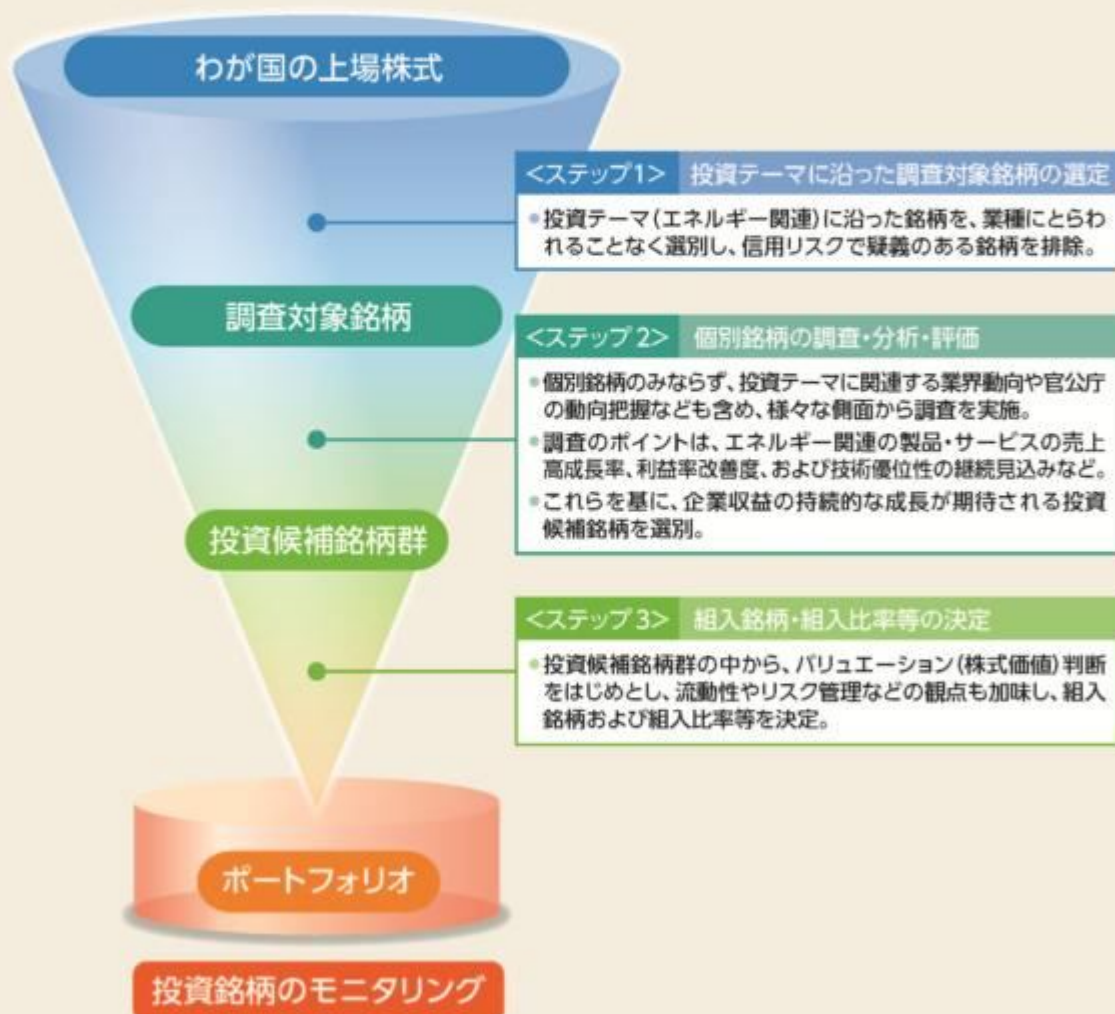 わが国の上場株式
<ステップ1> 投資テーマに沿った調査対象銘柄の選定
•投資テーマ(エネルギー関連)に沿った銘柄を、業種にとらわ
れることなく選別し、信用リスクで疑義のある銘柄を排除。
調査対象銘柄
<ステップ2> 個別銘柄の調査・分析・評価
•個別銘柄のみならず、投資テーマに関連する業界動向や官公庁
の動向把握なども含め、様々な側面から調査を実施。
•調査のポイントは、エネルギー関連の製品・サービスの売上
高成長率、利益率改善度、および技術優位性の継続見込みなど。
•これらを基に、企業収益の持続的な成長が期待される投資
候補銘柄を選別。
投資候補銘柄群
<ステップ3> 組入銘柄・組入比率等の決定
•投資候補銘柄群の中から、バリュエーション(株式価値)判断
をはじめとし、流動性やリスク管理などの観点も加味し、組入
銘柄および組入比率等を決定。
ポートフォリオ
投資銘柄のモニタリング